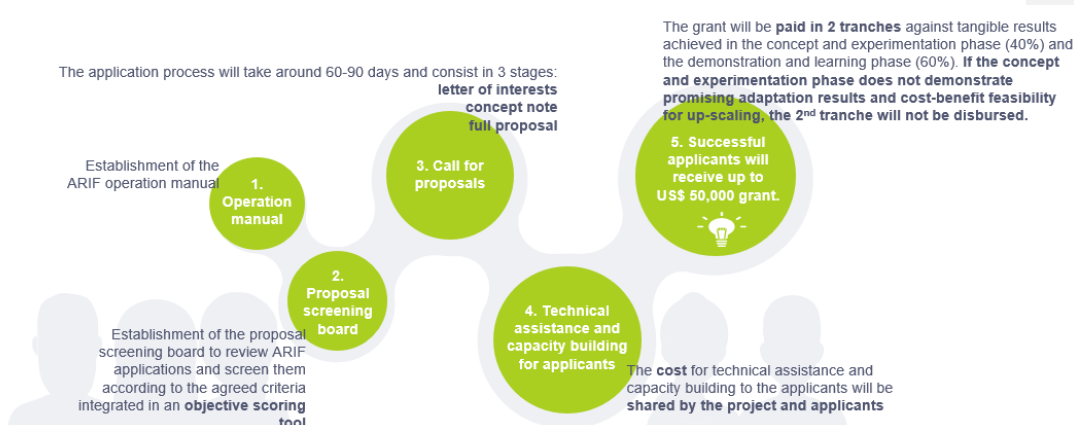 The grant will be paid in 2 tranches against tangible results
achieved in the concept and experimentation phase (40%) and
the demonstration and learning phase (60%). If the concept
and experimentation phase does not demonstrate
promising adaptation results and cost-benefit feasibility
for up-scaling, the 2nd tranche will not be disbursed.
The application process will take around 60-90 days and consist in 3 stages:
letter of interests
concept note
full proposal
Establishment of the
ARIF operation manual
1.
Operation
manual
2.
Proposal
screening
board
3. Call for
proposals
4. Technical
assistance and
capacity building
for applicants
5. Successful
applicants will
receive up to
US$ 50,000 grant.
Establishment of the proposal
screening board to review ARIF
applications and screen them
according to the agreed criteria
integrated in an objective scoring
tool
The cost for technical assistance and
capacity building to the applicants will be
shared by the project and applicants